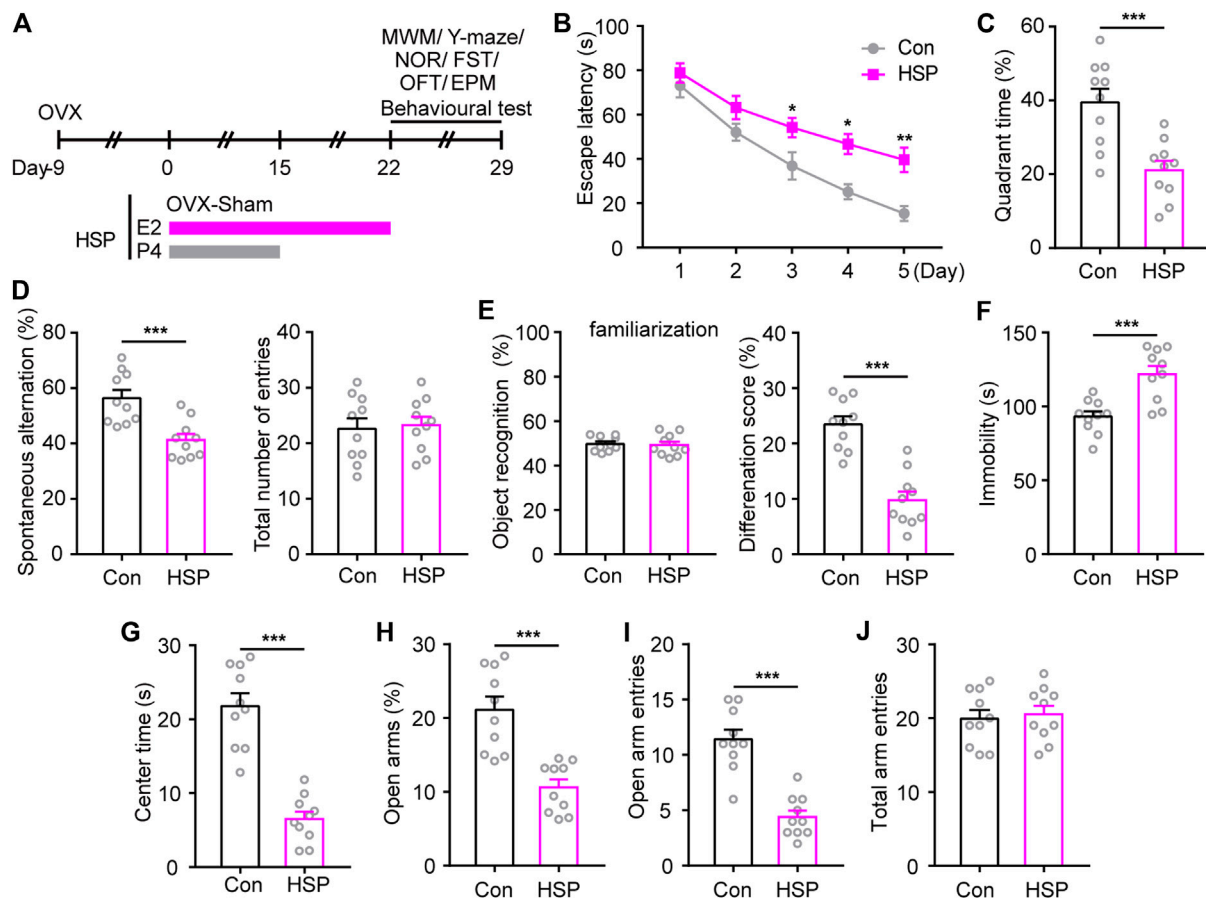 A
MWM/ Y-maze/
NOR/ FST/
OFT/ EPM
Behavioural test
OVX
Day-9 0 15 22 29
OVX-Sham
HSP
E2
P4
B
Escape latency (s)
100
80
60
40
20
0
Con
HSP
* * **
1 2 3 4 5 (Day)
C
Quadrant time (%)
60
40
20
0
***
Con HSP
D
Spontaneous alternation (%)
80
60
40
20
0
***
Con HSP
Total number of entries
40
30
20
10
0
Con HSP
E
Object recognition (%)
100
80
60
40
20
0
familiarization
Con HSP
Differenation score (%)
40
30
20
10
0
***
Con HSP
F
Immobility (s)
150
100
50
0
***
Con HSP
G
Center time (s)
30
20
10
0
***
Con HSP
H
Open arms (%)
30
20
10
0
***
Con HSP
I
Open arm entries
20
15
10
5
0
***
Con HSP
J
Total arm entries
30
20
10
0
Con HSP